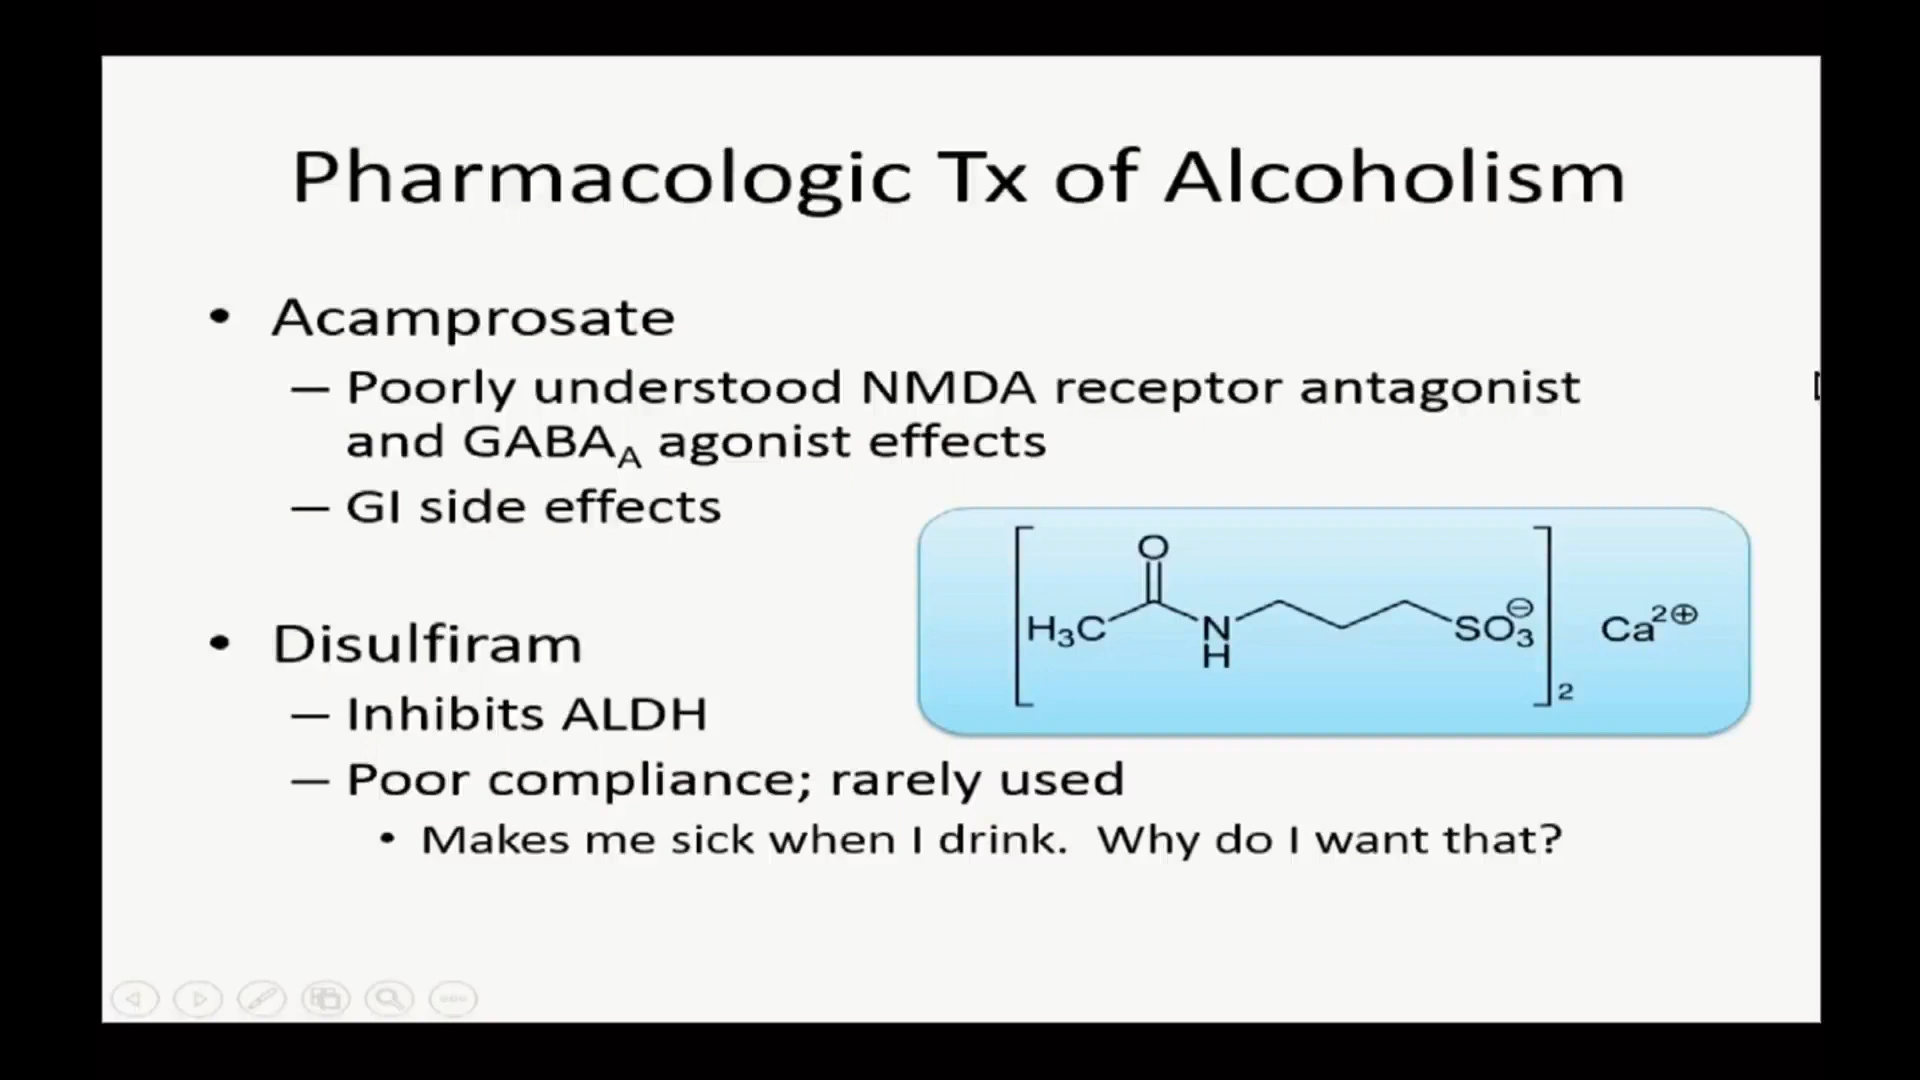 Pharmacologic Tx of Alcoholism
• Acamprosate
– Poorly understood NMDA receptor antagonist
and GABA_A agonist effects
– GI side effects
• Disulfiram
– Inhibits ALDH
– Poor compliance; rarely used
• Makes me sick when I drink.  Why do I want that?
O
H₃C N SO₃⊖ Ca²⊕
H
2